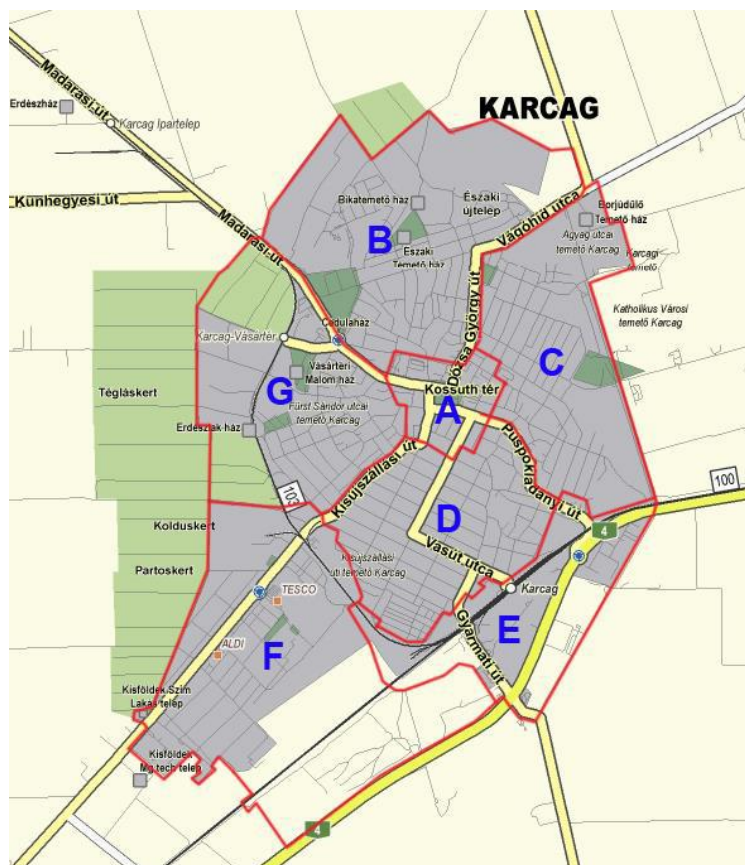 KARCAG
Madarasi út
Erdészház
Karcag Ipartelep
Kunhegyesi út
Madarasi út
Bikatemető ház
Északi
újtelep
Vágóhíd utca
Borjúdűlő
Temető ház
Agyag utcai
temető Karcag
Karcagi
temető
B
Északi
Temető ház
Katholikus Városi
temető Karcag
Dózsa György út
Cédulaház
Karcag-Vásártér
C
Vásártéri
Malom ház
Kossuth tér
Téglaskert
G
A
Fürst Sándor utcai
temető Karcag
Erdészlak ház
Kisújszállási út
Püspökladányi út
103
100
D
4
Kolduskert
Vasút utca
Partoskert
Kisújszállási
úti temető Karcag
TESCO
Karcag
E
Gyarmati út
ALDI
F
Kisföldek Szim
Lakás telep
Kisföldek
Mg.tech telep
4